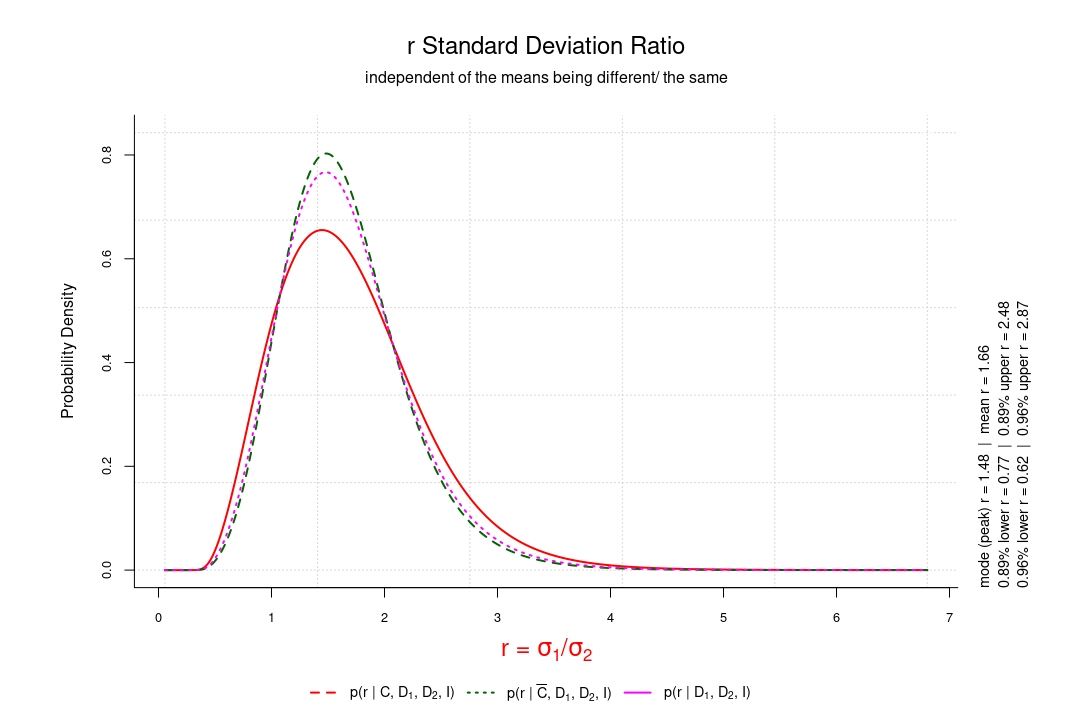 r Standard Deviation Ratio
independent of the means being different/ the same
Probability Density
0.8
0.6
0.4
0.2
0.0
0 1 2 3 4 5 6 7
r = σ₁/σ₂
mode (peak) r = 1.48 | mean r = 1.66
0.89% lower r = 0.77 | 0.89% upper r = 2.48
0.96% lower r = 0.62 | 0.96% upper r = 2.87
p(r | C, D₁, D₂, I) p(r | C̅, D₁, D₂, I) p(r | D₁, D₂, I)